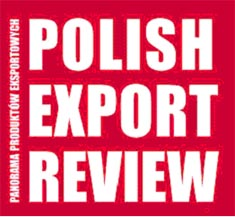 PANORAMA PRODUKTÓW EKSPORTOWYCH
POLISH
EXPORT
REVIEW